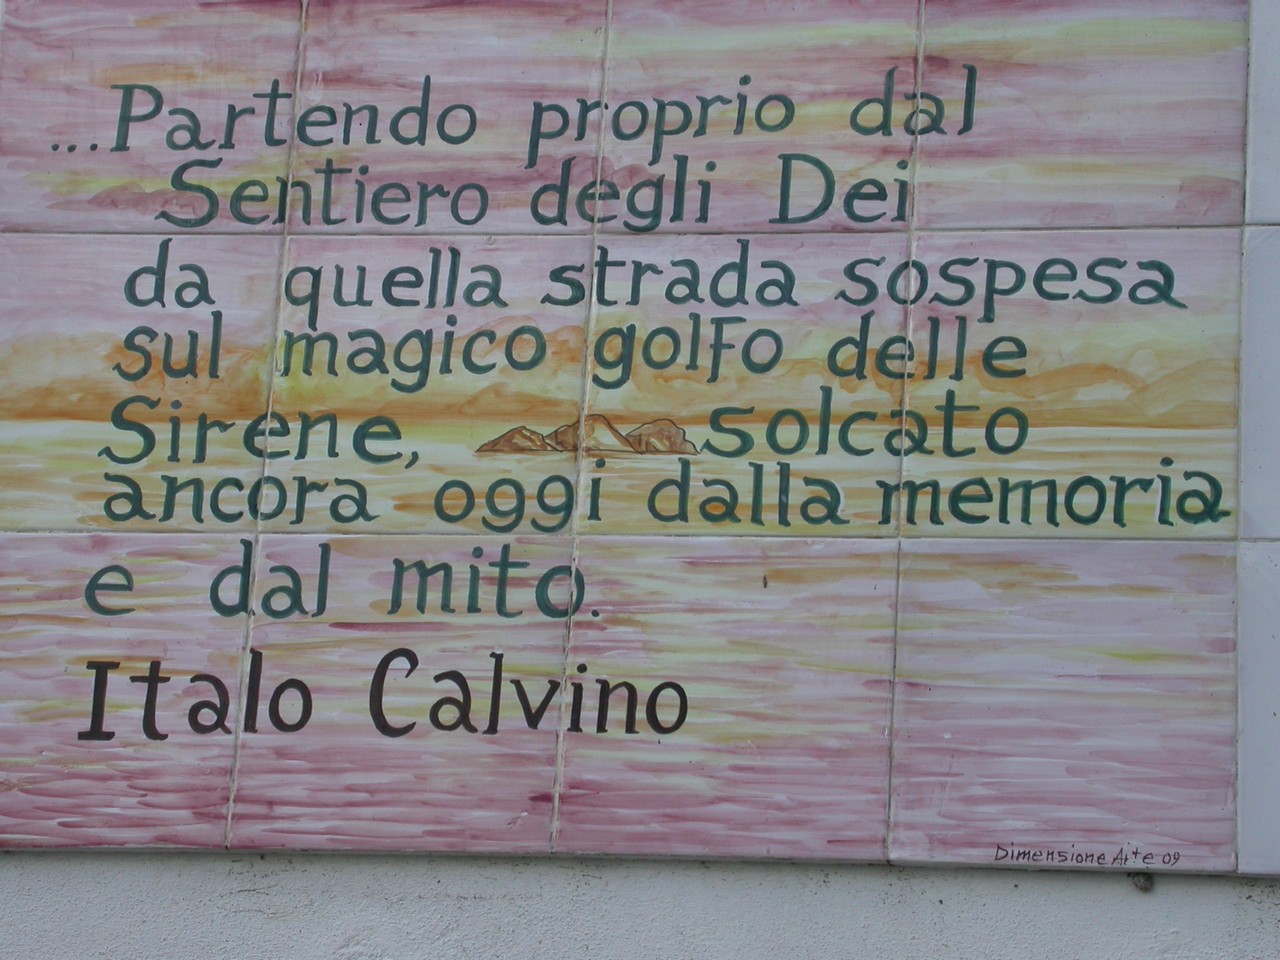 ...Partendo proprio dal
Sentiero degli Dei
da quella strada sospesa
sul magico golfo delle
Sirene, solcato
ancora oggi dalla memoria
e dal mito.
Italo Calvino
Dimensione Arte 09